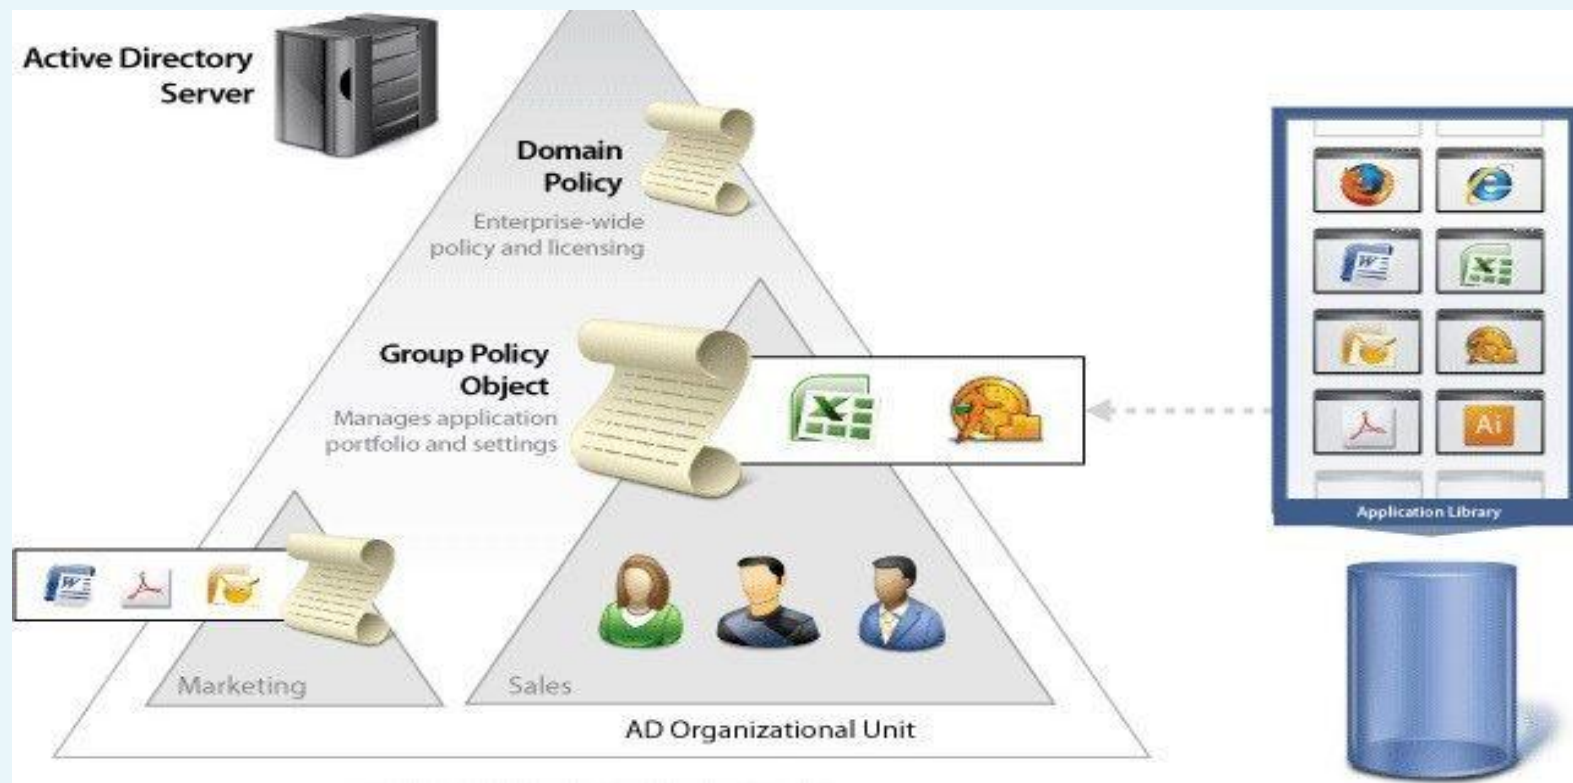 Active Directory
Server
Domain
Policy
Enterprise-wide
policy and licensing
Group Policy
Object
Manages application
portfolio and settings
Marketing
Sales
AD Organizational Unit
W
X
W
X
Ai
Application Library